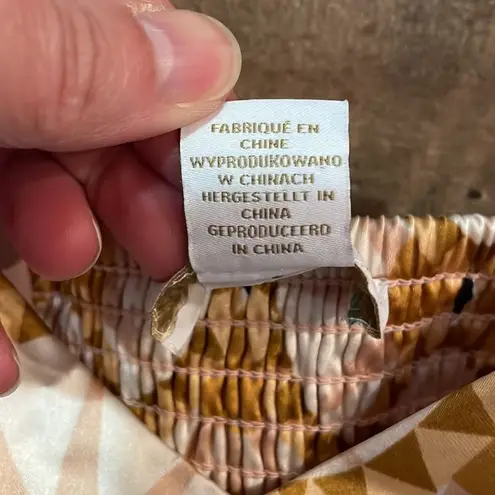 FABRIQUÉ EN
CHINE
WYPRODUKOWANO
W CHINACH
HERGESTELLT IN
CHINA
GEPRODUCEERD
IN CHINA